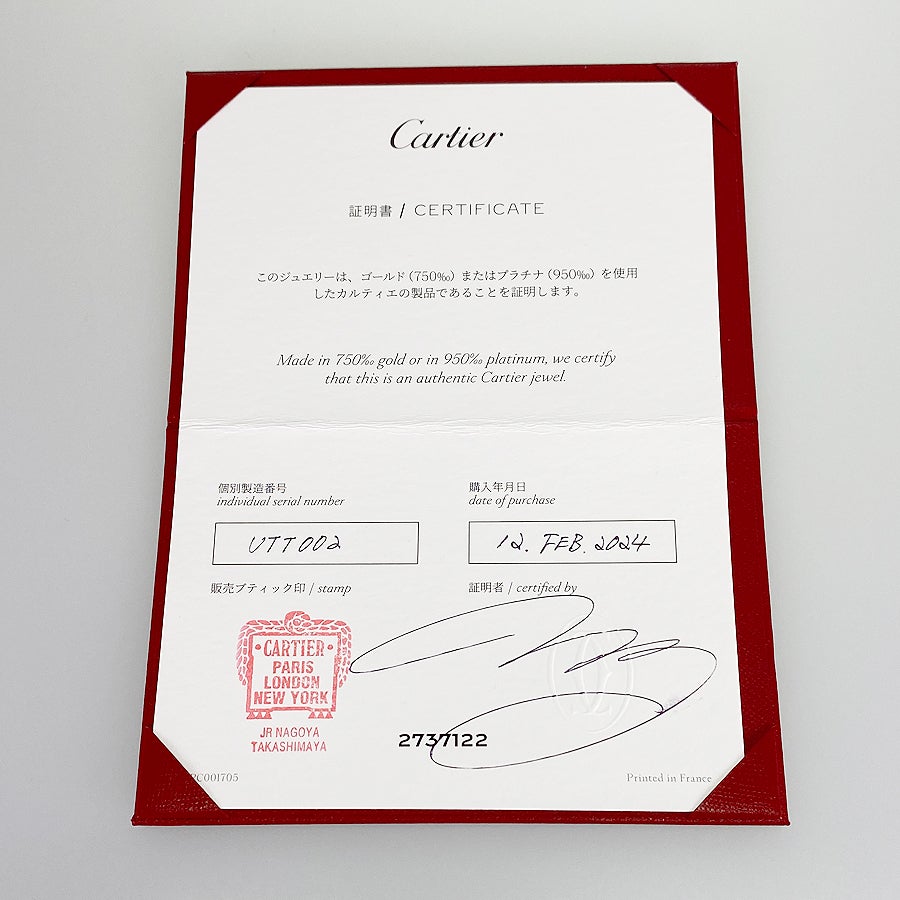 Cartier
証明書 / CERTIFICATE
このジュエリーは、ゴールド（750‰）またはプラチナ（950‰）を使用
したカルティエの製品であることを証明します。
Made in 750‰ gold or in 950‰ platinum, we certify
that this is an authentic Cartier jewel.
個別製造番号
individual serial number
UTT002
購入年月日
date of purchase
12. FEB. 2024
販売ブティック印 / stamp
証明者 / certified by
CARTIER
PARIS
LONDON
NEW YORK
JR NAGOYA
TAKASHIMAYA
2737122
C001705
Printed in France